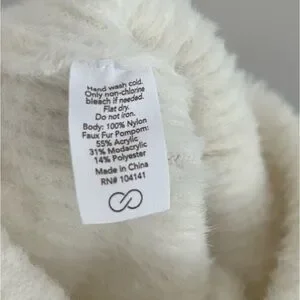 Hand wash cold.
Only non-chlorine
bleach if needed.
Flat dry.
Do not iron.
Body: 100% Nylon
Faux Fur Pompom:
55% Acrylic
31% Modacrylic
14% Polyester
Made in China
RN# 104141